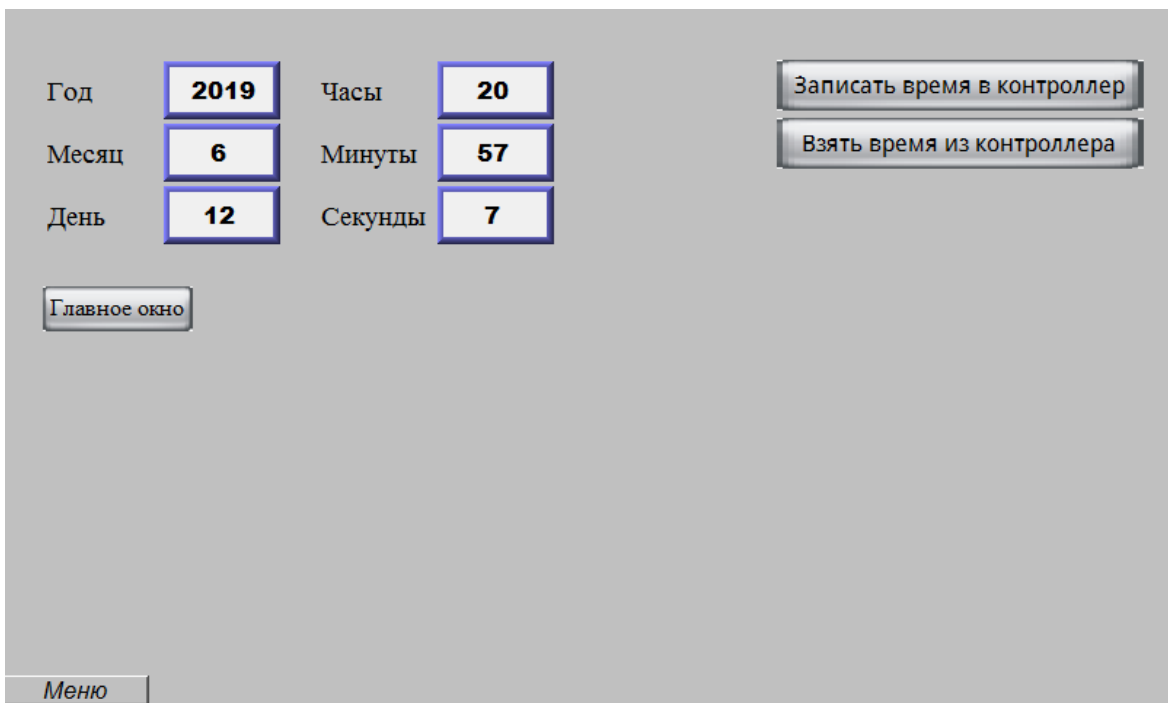 Год 2019 Часы 20 Записать время в контроллер
Месяц 6 Минуты 57 Взять время из контроллера
День 12 Секунды 7
Главное окно
Меню